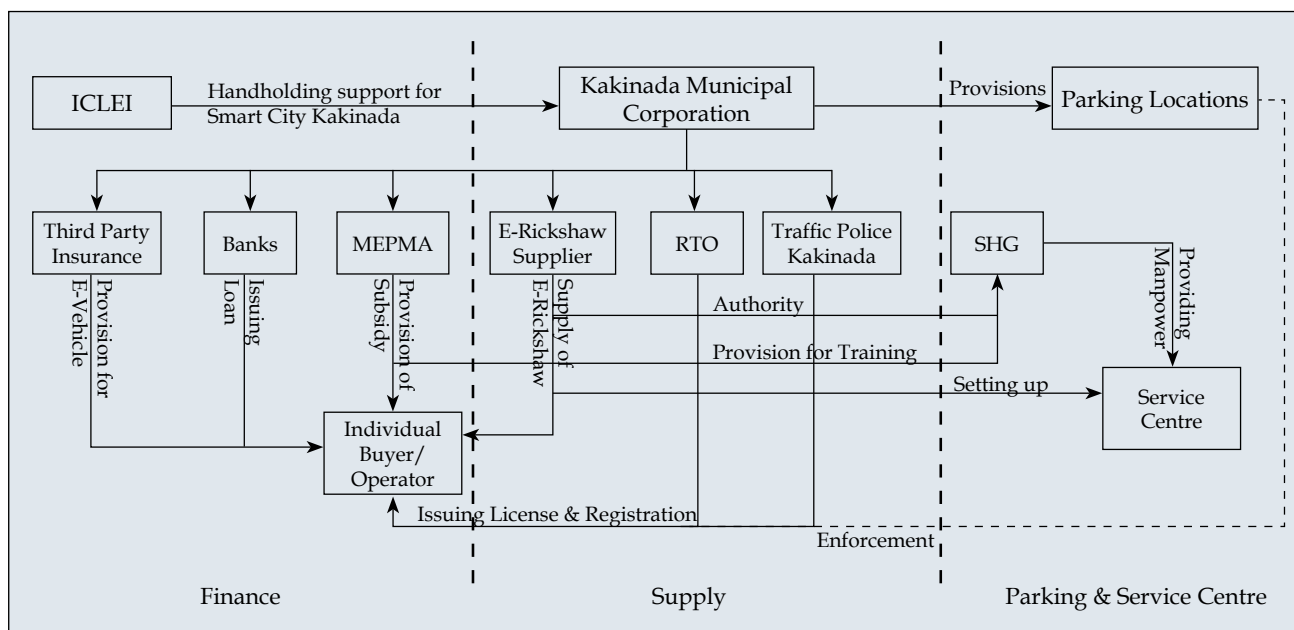 ICLEI
Handholding support for
Smart City Kakinada
Kakinada Municipal
Corporation
Provisions
Parking Locations
Third Party
Insurance
Banks
MEPMA
E-Rickshaw
Supplier
RTO
Traffic Police
Kakinada
SHG
Provision for
E-Vehicle
Issuing
Loan
Provision of
Subsidy
Supply of
E-Rickshaw
Authority
Provision for Training
Providing
Manpower
Setting up
Service
Centre
Individual
Buyer/
Operator
Issuing License & Registration
Enforcement
Finance
Supply
Parking & Service Centre